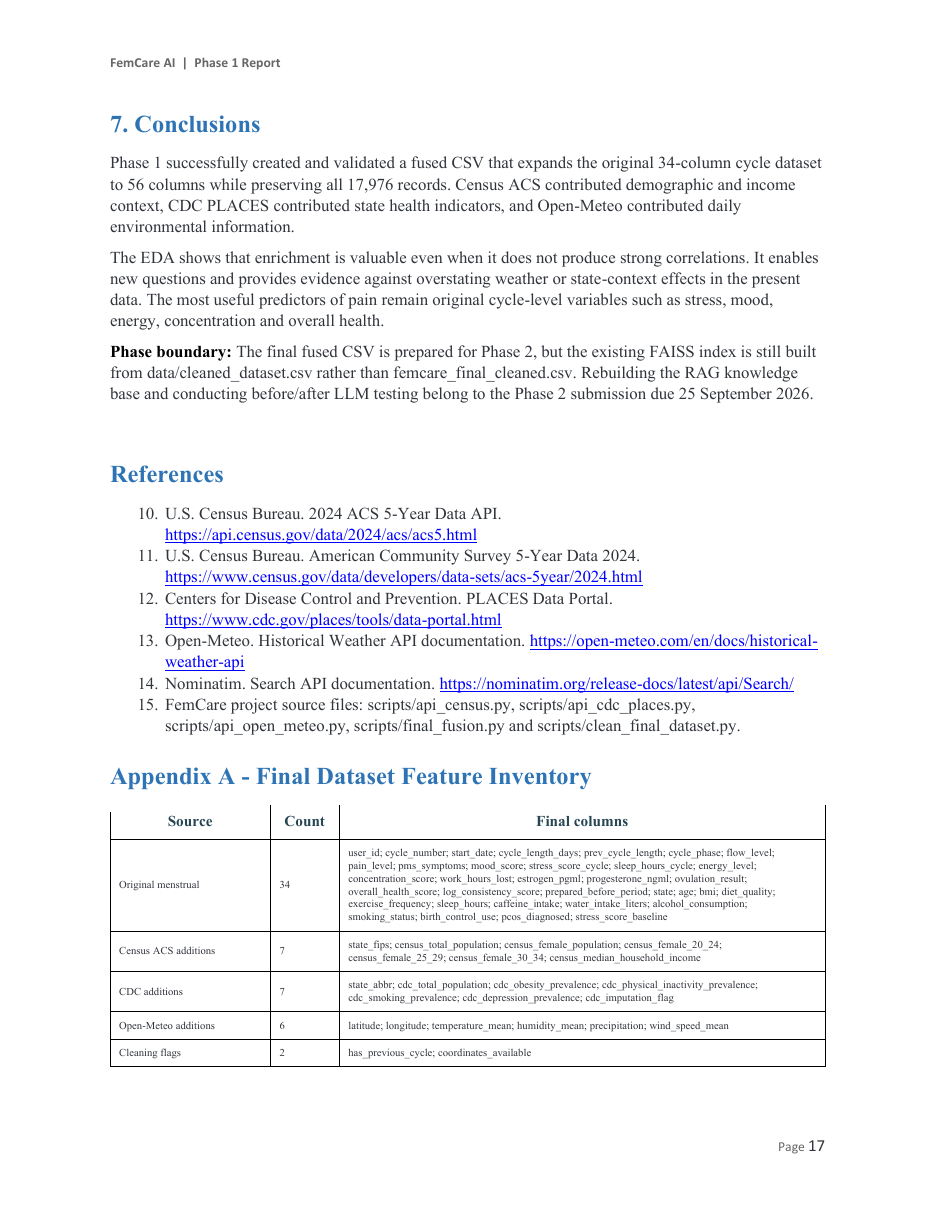 FemCare AI | Phase 1 Report
7. Conclusions
Phase 1 successfully created and validated a fused CSV that expands the original 34-column cycle dataset
to 56 columns while preserving all 17,976 records. Census ACS contributed demographic and income
context, CDC PLACES contributed state health indicators, and Open-Meteo contributed daily
environmental information.
The EDA shows that enrichment is valuable even when it does not produce strong correlations. It enables
new questions and provides evidence against overstating weather or state-context effects in the present
data. The most useful predictors of pain remain original cycle-level variables such as stress, mood,
energy, concentration and overall health.
Phase boundary: The final fused CSV is prepared for Phase 2, but the existing FAISS index is still built
from data/cleaned_dataset.csv rather than femcare_final_cleaned.csv. Rebuilding the RAG knowledge
base and conducting before/after LLM testing belong to the Phase 2 submission due 25 September 2026.
References
10. U.S. Census Bureau. 2024 ACS 5-Year Data API.
https://api.census.gov/data/2024/acs/acs5.html
11. U.S. Census Bureau. American Community Survey 5-Year Data 2024.
https://www.census.gov/data/developers/data-sets/acs-5year/2024.html
12. Centers for Disease Control and Prevention. PLACES Data Portal.
https://www.cdc.gov/places/tools/data-portal.html
13. Open-Meteo. Historical Weather API documentation. https://open-meteo.com/en/docs/historical-
weather-api
14. Nominatim. Search API documentation. https://nominatim.org/release-docs/latest/api/Search/
15. FemCare project source files: scripts/api_census.py, scripts/api_cdc_places.py,
scripts/api_open_meteo.py, scripts/final_fusion.py and scripts/clean_final_dataset.py.
Appendix A - Final Dataset Feature Inventory
Source Count Final columns
Original menstrual 34
user_id; cycle_number; start_date; cycle_length_days; prev_cycle_length; cycle_phase; flow_level;
pain_level; pms_symptoms; mood_score; stress_score_cycle; sleep_hours_cycle; energy_level;
concentration_score; work_hours_lost; estrogen_pgml; progesterone_ngml; ovulation_result;
overall_health_score; log_consistency_score; prepared_before_period; state; age; bmi; diet_quality;
exercise_frequency; sleep_hours; caffeine_intake; water_intake_liters; alcohol_consumption;
smoking_status; birth_control_use; pcos_diagnosed; stress_score_baseline
Census ACS additions 7
state_fips; census_total_population; census_female_population; census_female_20_24;
census_female_25_29; census_female_30_34; census_median_household_income
CDC additions 7
state_abbr; cdc_total_population; cdc_obesity_prevalence; cdc_physical_inactivity_prevalence;
cdc_smoking_prevalence; cdc_depression_prevalence; cdc_imputation_flag
Open-Meteo additions 6 latitude; longitude; temperature_mean; humidity_mean; precipitation; wind_speed_mean
Cleaning flags 2 has_previous_cycle; coordinates_available
Page 17